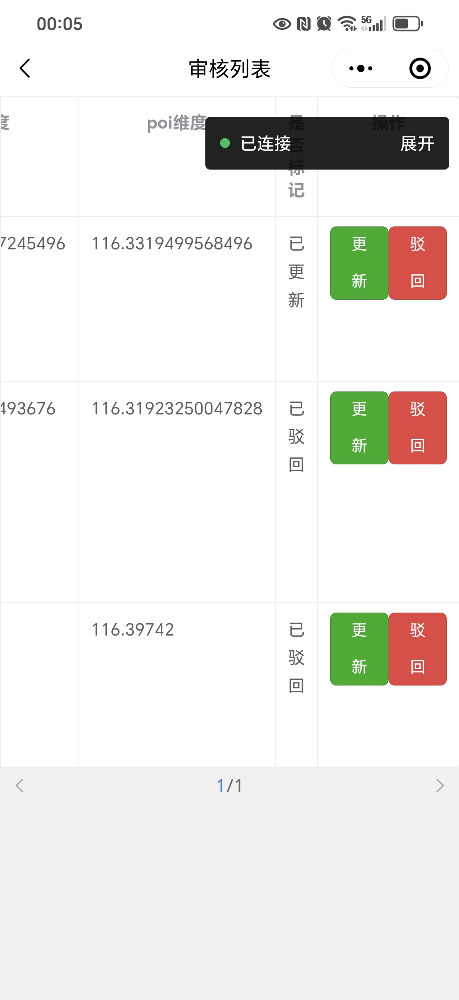 00:05
5G
审核列表
度
poi维度
是
否
标
记
操作
已连接
展开
7245496
116.3319499568496
已
更
新
更
新
驳
回
493676
116.31923250047828
已
驳
回
更
新
驳
回
116.39742
已
驳
回
更
新
驳
回
1/1